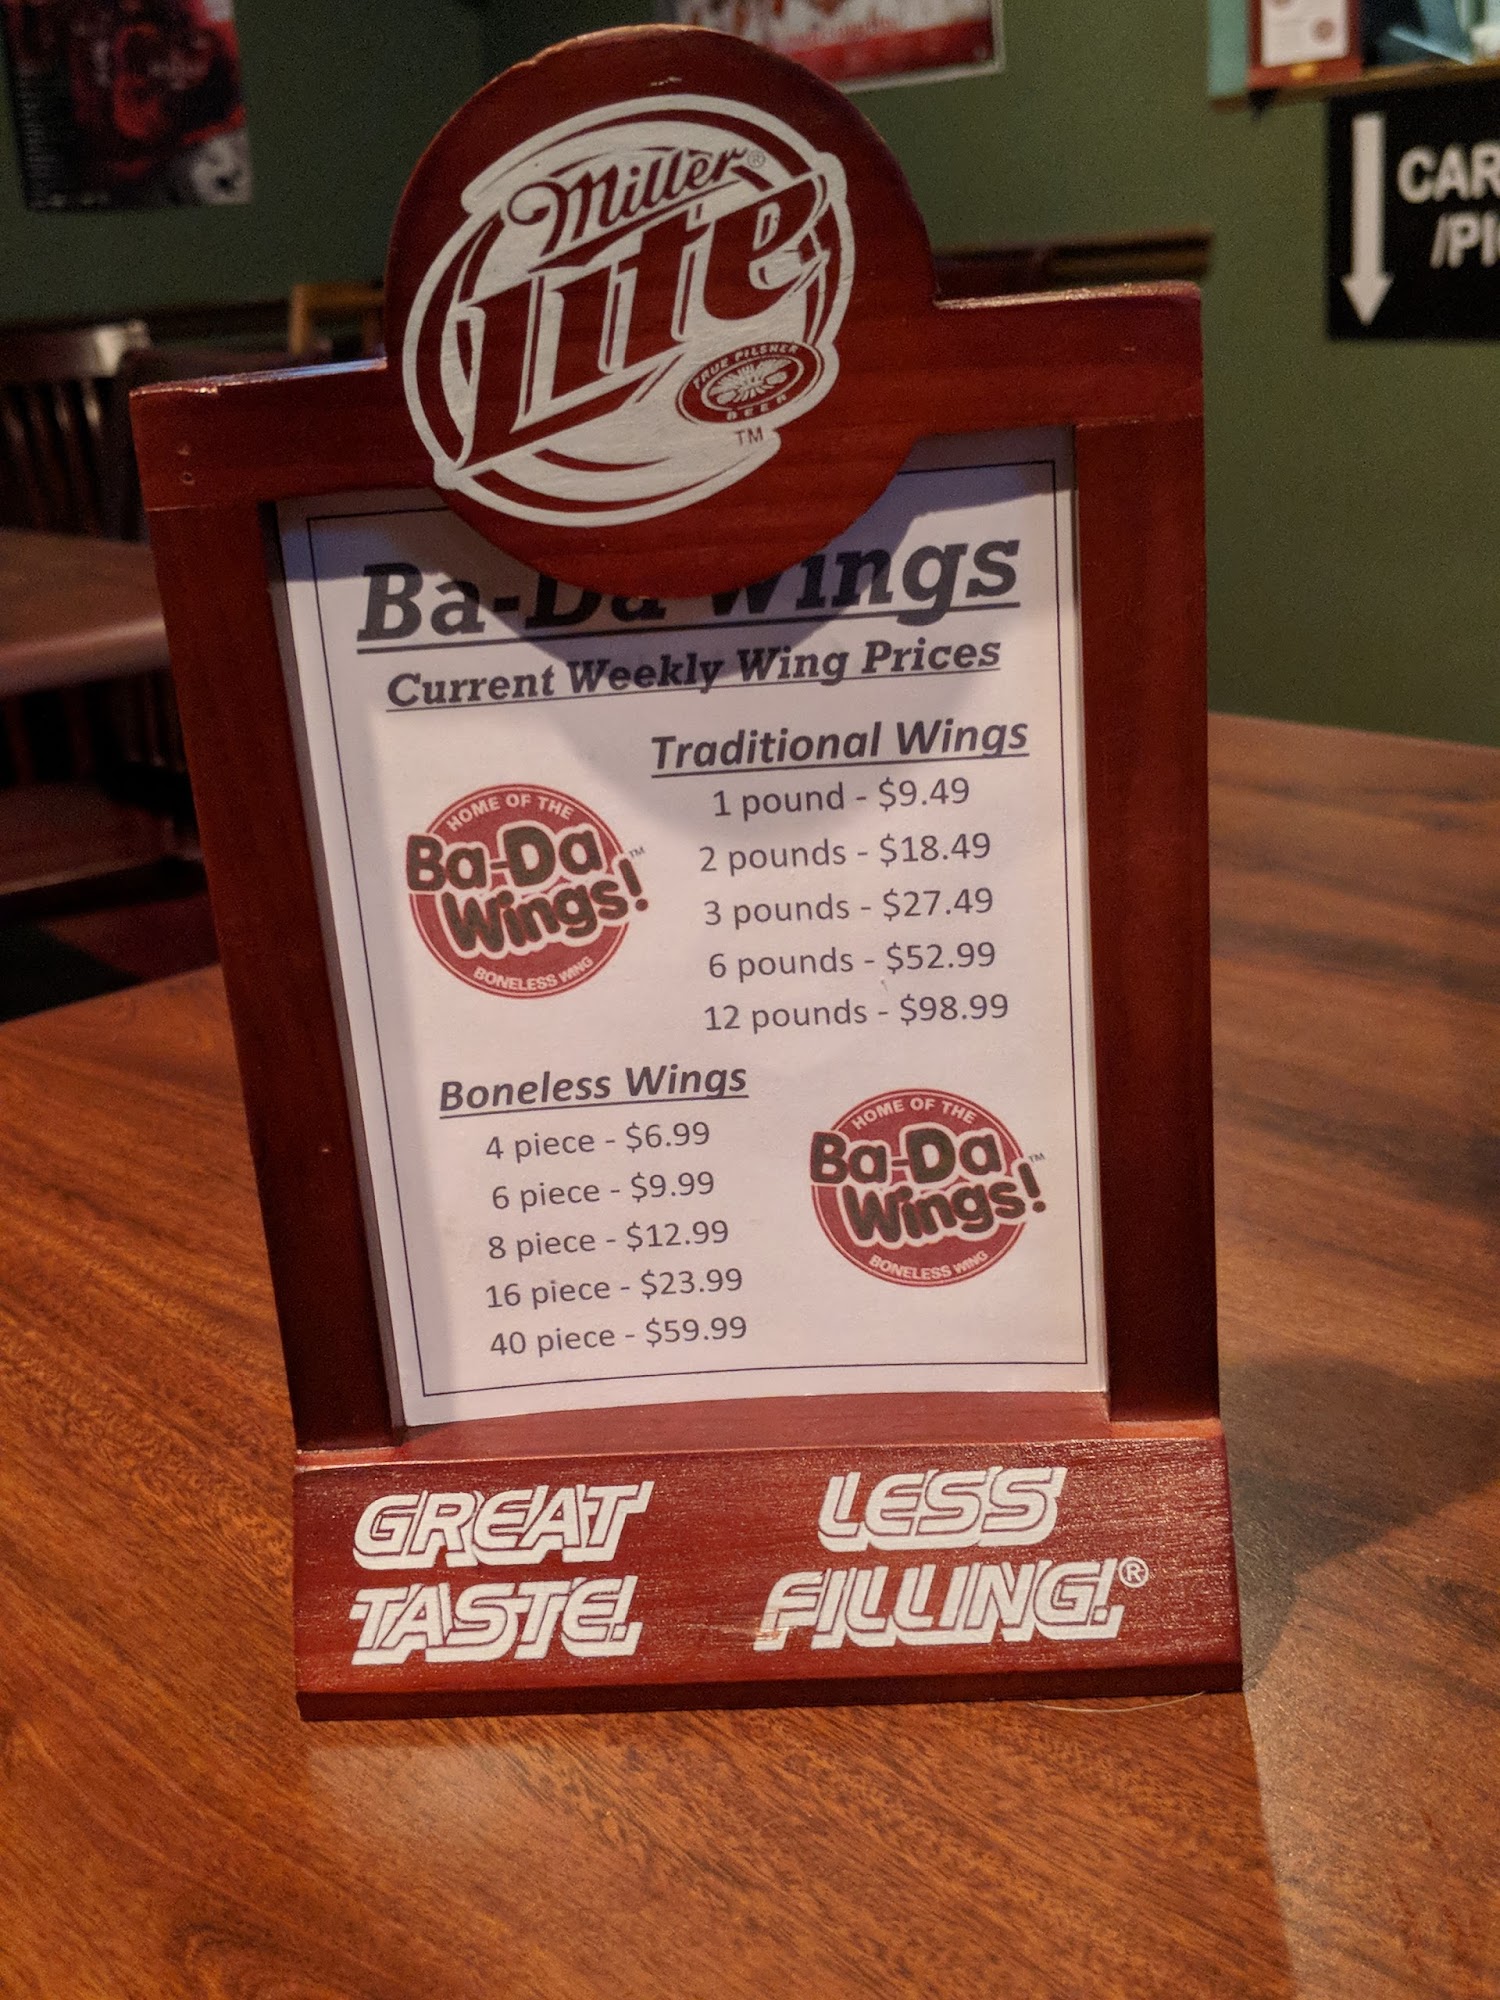 Miller®
Lite
TRUE PILSNER
BEER
TM
CAR
/PI
Ba-Da Wings
Current Weekly Wing Prices
Traditional Wings
1 pound - $9.49
2 pounds - $18.49
3 pounds - $27.49
6 pounds - $52.99
12 pounds - $98.99
HOME OF THE
Ba-Da
Wings!™
BONELESS WING
Boneless Wings
4 piece - $6.99
6 piece - $9.99
8 piece - $12.99
16 piece - $23.99
40 piece - $59.99
HOME OF THE
Ba-Da
Wings!™
BONELESS WING
GREAT
TASTE.
LESS
FILLING!®